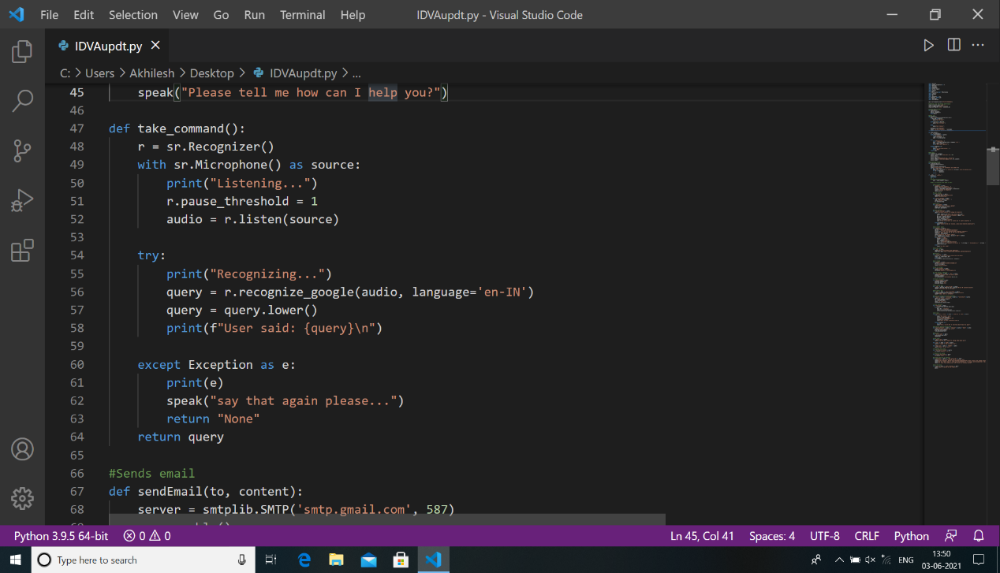 File Edit Selection View Go Run Terminal Help IDVAupdt.py - Visual Studio Code
IDVAupdt.py
C: > Users > Akhilesh > Desktop > IDVAupdt.py > ...
45 speak("Please tell me how can I help you?")
46
47 def take_command():
48 r = sr.Recognizer()
49 with sr.Microphone() as source:
50 print("Listening...")
51 r.pause_threshold = 1
52 audio = r.listen(source)
53
54 try:
55 print("Recognizing...")
56 query = r.recognize_google(audio, language='en-IN')
57 query = query.lower()
58 print(f"User said: {query}\n")
59
60 except Exception as e:
61 print(e)
62 speak("say that again please...")
63 return "None"
64 return query
65
66 #Sends email
67 def sendEmail(to, content):
68 server = smtplib.SMTP('smtp.gmail.com', 587)
Python 3.9.5 64-bit 0 0 Ln 45, Col 41 Spaces: 4 UTF-8 CRLF Python
Type here to search ENG 13:50
03-06-2021